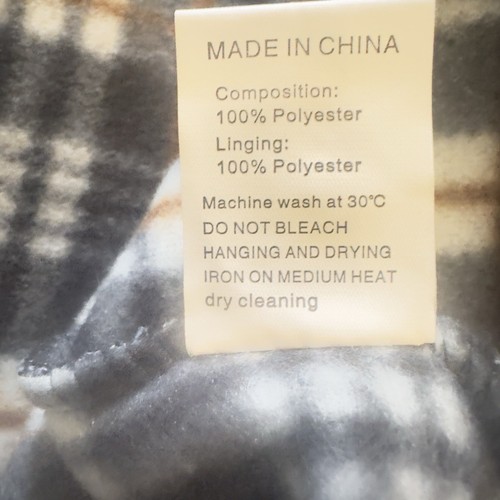 MADE IN CHINA
Composition:
100% Polyester
Linging:
100% Polyester
Machine wash at 30℃
DO NOT BLEACH
HANGING AND DRYING
IRON ON MEDIUM HEAT
dry cleaning